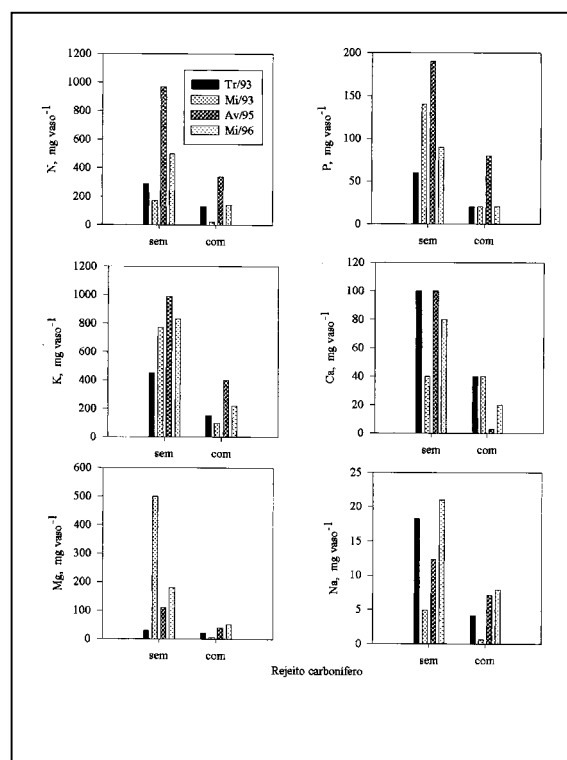 N, mg vaso⁻¹
1200
1000
800
600
400
200
0
Tr/93
Mi/93
Av/95
Mi/96
sem com
P, mg vaso⁻¹
200
150
100
50
0
sem com
K, mg vaso⁻¹
1200
1000
800
600
400
200
0
sem com
Ca, mg vaso⁻¹
120
100
80
60
40
20
0
sem com
Mg, mg vaso⁻¹
600
500
400
300
200
100
0
sem com
Na, mg vaso⁻¹
25
20
15
10
5
0
sem com
Rejeito carbonífero